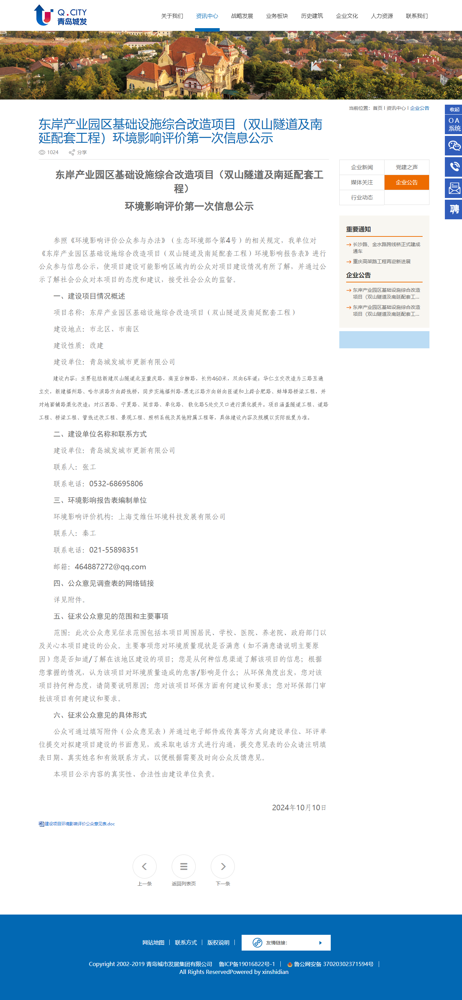 Q.CITY
青岛城发
关于我们 资讯中心 战略发展 业务板块 历史建筑 企业文化 人力资源 联系我们
当前位置：首页 | 资讯中心 | 企业公告
收起
OA
系统
聘
东岸产业园区基础设施综合改造项目（双山隧道及南
延配套工程）环境影响评价第一次信息公示
1024 分享
企业新闻 党建之声
媒体关注 企业公告
行业动态
重要通知
长沙路、金水路跨线桥正式建成
通车
重庆高架路工程再迎新进展
企业公告
东岸产业园区基础设施综合改造
项目（双山隧道及南延配套工...
东岸产业园区基础设施综合改造
项目（双山隧道及南延配套工...
东岸产业园区基础设施综合改造项目（双山隧道及南延配套工
程）
环境影响评价第一次信息公示
参照《环境影响评价公众参与办法》（生态环境部令第4号）的相关规定，我单位对
《东岸产业园区基础设施综合改造项目（双山隧道及南延配套工程）环境影响报告表》进行
公众参与信息公示，使项目建设可能影响区域内的公众对项目建设情况有所了解，并通过公
示了解社会公众对本项目的态度和建议，接受社会公众的监督。
一、建设项目情况概述
项目名称：东岸产业园区基础设施综合改造项目（双山隧道及南延配套工程）
建设地点：市北区、市南区
建设性质：改建
建设单位：青岛城发城市更新有限公司
建设内容：主要包括新建双山隧道北至重庆路，南至台柳路，长约460米，双向6车道；华仁立交改造为三路互通
立交，新建福州路、哈尔滨路方向跨线桥，同步实施福州路-黑龙江路方向转向匝道和上跨合肥路、蚌埠路桥梁工程，并
对地面辅路渠化改造；对江西路、宁夏路、延吉路、奉化路、 敦化路5处交叉口进行渠化提升。项目涵盖隧道工程、道路
工程、桥梁工程、管线迁改工程、景观工程、照明系统及其他附属工程等，具体建设内容及规模以实际批复为准。
二、建设单位名称和联系方式
建设单位：青岛城发城市更新有限公司
联系人：张工
联系电话：0532-68695806
三、环境影响报告表编制单位
环境影响评价机构：上海艾维仕环境科技发展有限公司
联系人：秦工
联系电话：021-55898351
邮箱：464887272@qq.com
四、公众意见调查表的网络链接
详见附件。
五、征求公众意见的范围和主要事项
范围：此次公众意见征求范围包括本项目周围居民、学校、医院、养老院、政府部门以
及关心本项目建设的公众。主要事项您对环境质量现状是否满意（如不满意请说明主要原
因）您是否知道/了解在该地区建设的项目；您是从何种信息渠道了解该项目的信息；根据
您掌握的情况，认为该项目对环境质量造成的危害/影响是什么；从环保角度出发，您对该
项目持何种态度，请简要说明原因；您对该项目环保方面有何建议和要求；您对环保部门审
批该项目有何建议和要求。
六、征求公众意见的具体形式
公众可通过填写附件（公众意见表）并通过电子邮件或传真等方式向建设单位、环评单
位提交对拟建项目建设的书面意见，或采取电话方式进行沟通，提交意见表的公众请注明填
表日期、真实姓名和有效联系方式，以便根据需要及时向公众反馈意见。
本项目公示内容的真实性、合法性由建设单位负责。
2024年10月10日
建设项目环境影响评价公众意见表.doc
上一条 返回列表页 下一条
网站地图 | 联系方式 | 版权说明 | 友情链接：
Copyright 2002-2019 青岛城市发展集团有限公司 鲁ICP备19016822号-1 | 鲁公网安备 37020302371594号 |
All Rights ReservedPowered by xinshidian